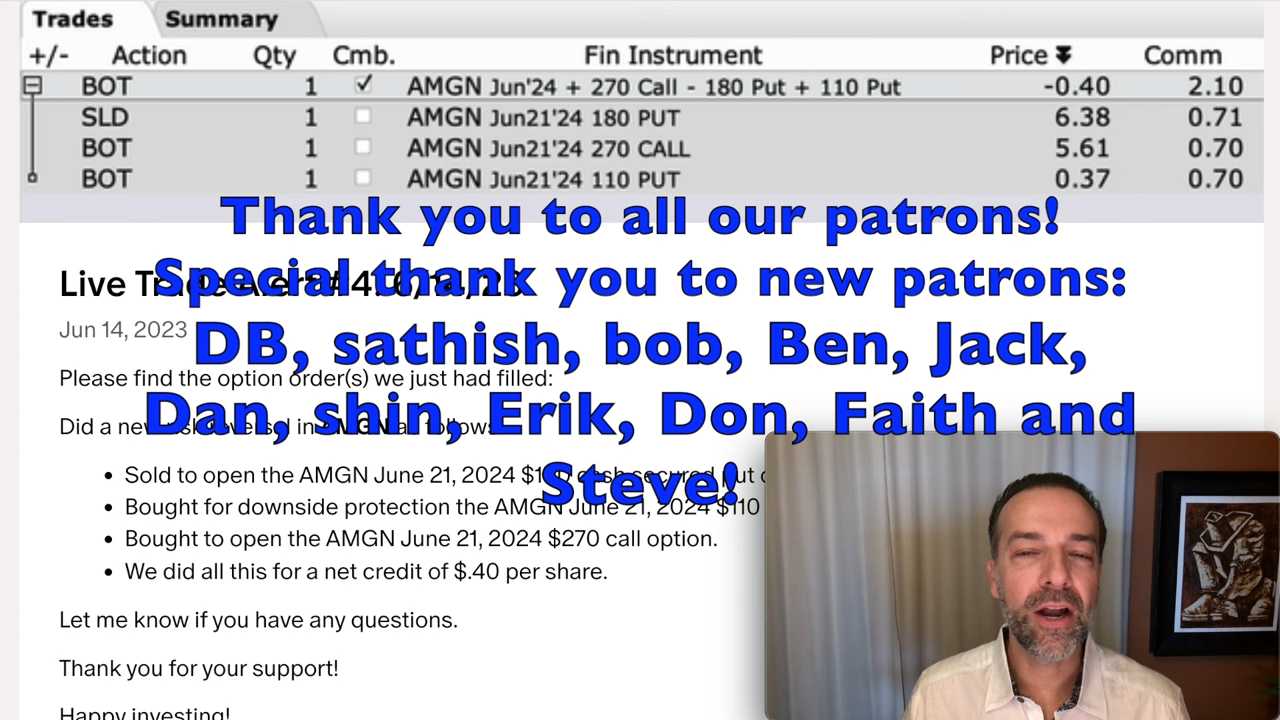 Trades Summary
+/- Action Qty Cmb. Fin Instrument Price Comm
BOT 1 AMGN Jun'24 + 270 Call - 180 Put + 110 Put -0.40 2.10
SLD 1 AMGN Jun21'24 180 PUT 6.38 0.71
BOT 1 AMGN Jun21'24 270 CALL 5.61 0.70
BOT 1 AMGN Jun21'24 110 PUT 0.37 0.70
Thank you to all our patrons!
Special thank you to new patrons:
DB, sathish, bob, Ben, Jack,
Dan, shin, Erik, Don, Faith and
Steve!
Live
Jun 14, 2023
Please find the option order(s) we just had filled:
Did a new in AMGN as follows
• Sold to open the AMGN June 21, 2024 cash secured put
• Bought for downside protection the AMGN June 21, 2024 $110
• Bought to open the AMGN June 21, 2024 $270 call option.
• We did all this for a net credit of $.40 per share.
Let me know if you have any questions.
Thank you for your support!
Happy investing!